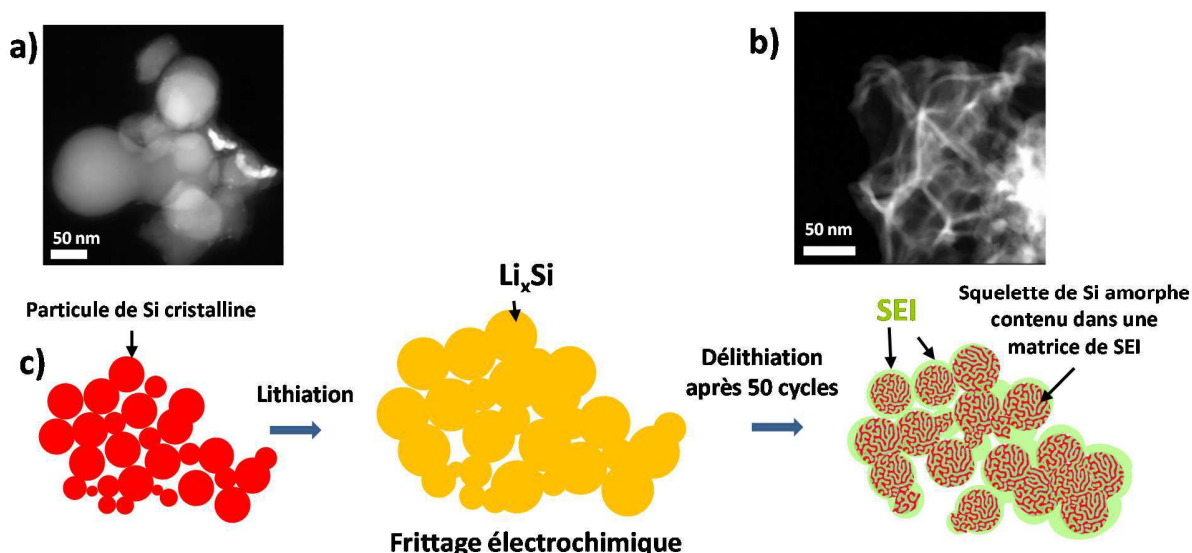 a)
50 nm
b)
50 nm
Particule de Si cristalline
c)
Lithiation
Li_xSi
Frittage électrochimique
Délithiation
après 50 cycles
SEI
Squelette de Si amorphe
contenu dans une
matrice de SEI